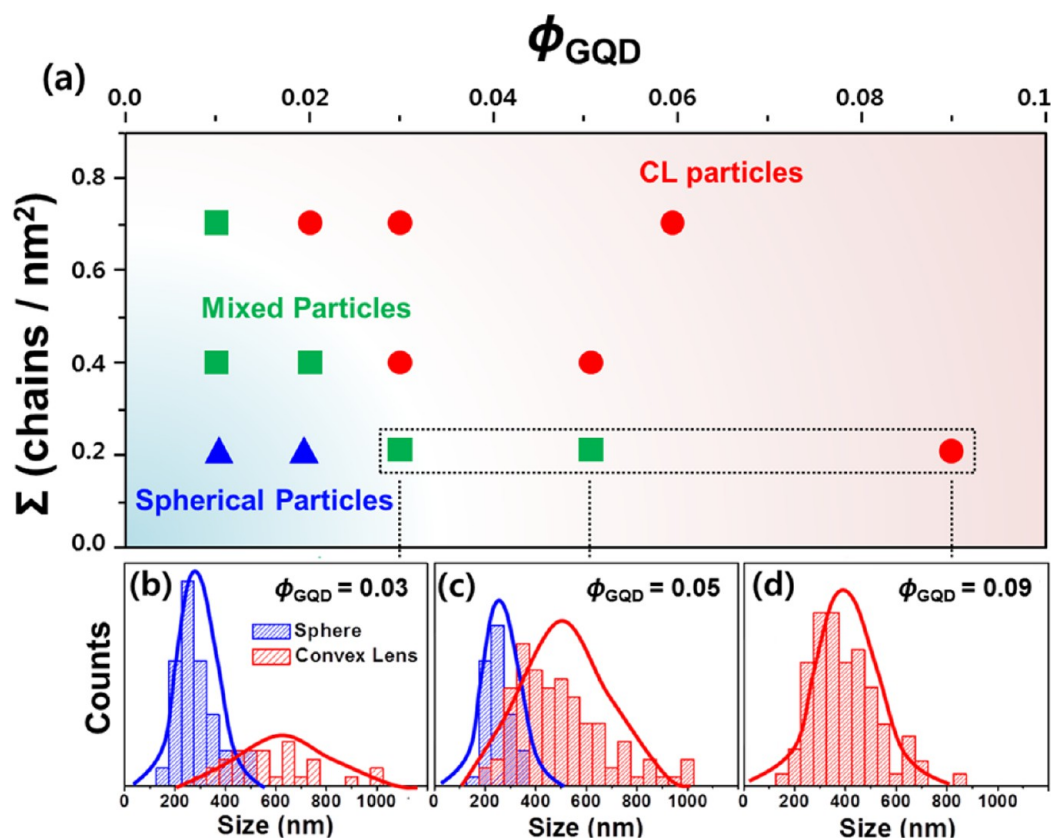 ϕGQD
(a)
0.0 0.02 0.04 0.06 0.08 0.1
Σ (chains / nm²)
0.8
0.6
0.4
0.2
0.0
CL particles
Mixed Particles
Spherical Particles
(b) ϕGQD = 0.03
Sphere
Convex Lens
(c) ϕGQD = 0.05
(d) ϕGQD = 0.09
Counts
0 200 400 600 800 1000
0 200 400 600 800 1000
0 200 400 600 800 1000
Size (nm) Size (nm) Size (nm)